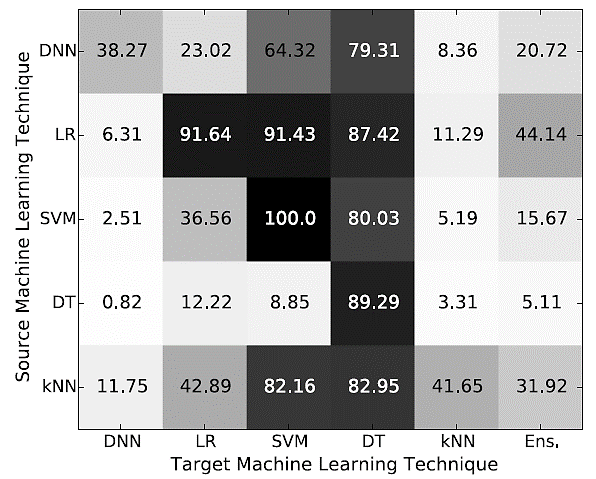 Source Machine Learning Technique
DNN 38.27 23.02 64.32 79.31 8.36 20.72
LR 6.31 91.64 91.43 87.42 11.29 44.14
SVM 2.51 36.56 100.0 80.03 5.19 15.67
DT 0.82 12.22 8.85 89.29 3.31 5.11
kNN 11.75 42.89 82.16 82.95 41.65 31.92
DNN LR SVM DT kNN Ens.
Target Machine Learning Technique